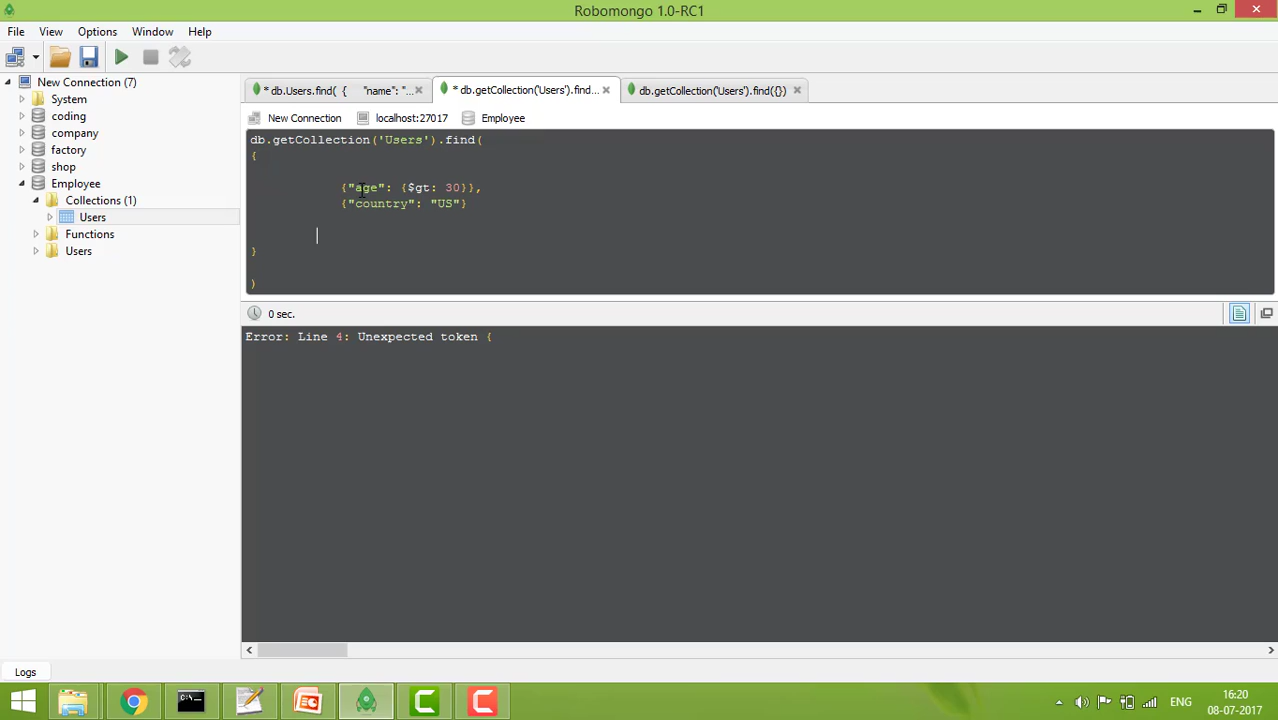 Robomongo 1.0-RC1
File View Options Window Help
New Connection (7)
System
coding
company
factory
shop
Employee
Collections (1)
Users
Functions
Users
* db.Users.find( { "name": "...
* db.getCollection('Users').find...
db.getCollection('Users').find({})
New Connection localhost:27017 Employee
db.getCollection('Users').find(
{
{"age": {$gt: 30}},
{"country": "US"}
}
)
0 sec.
Error: Line 4: Unexpected token {
Logs
ENG
16:20
08-07-2017